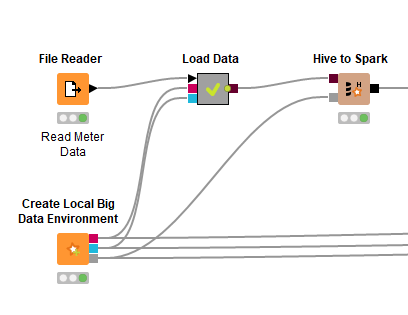 File Reader
Load Data
Hive to Spark
Read Meter
Data
Create Local Big
Data Environment